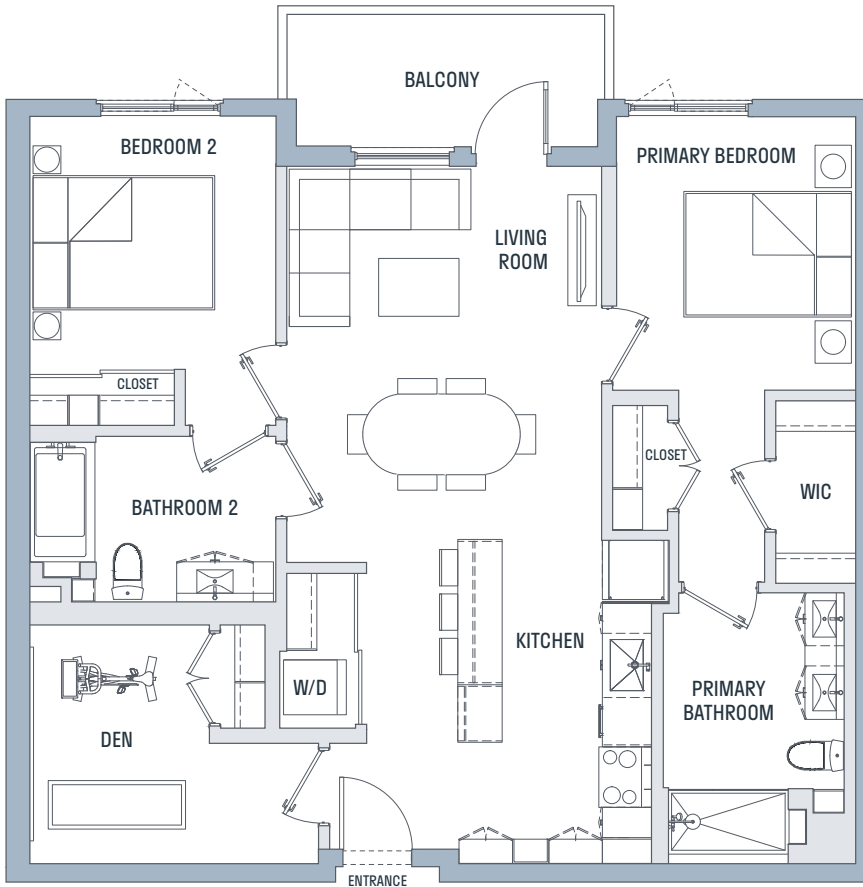 BALCONY
BEDROOM 2
PRIMARY BEDROOM
LIVING
ROOM
CLOSET
CLOSET
WIC
BATHROOM 2
KITCHEN
W/D
PRIMARY
BATHROOM
DEN
ENTRANCE